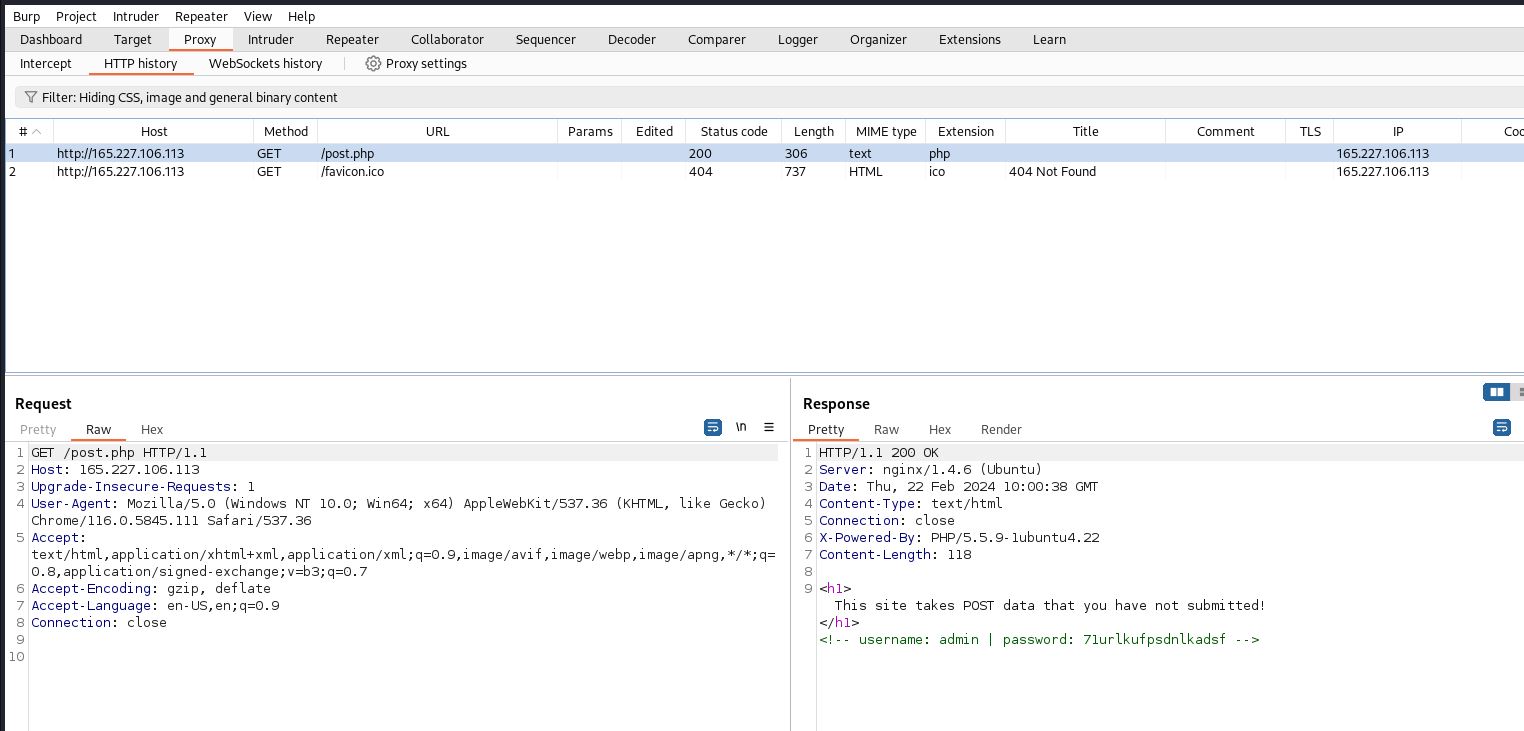 Burp Project Intruder Repeater View Help
Dashboard Target Proxy Intruder Repeater Collaborator Sequencer Decoder Comparer Logger Organizer Extensions Learn
Intercept HTTP history WebSockets history Proxy settings
Filter: Hiding CSS, image and general binary content
# Host Method URL Params Edited Status code Length MIME type Extension Title Comment TLS IP Coo
1 http://165.227.106.113 GET /post.php 200 306 text php 165.227.106.113
2 http://165.227.106.113 GET /favicon.ico 404 737 HTML ico 404 Not Found 165.227.106.113
Request
Pretty Raw Hex \n
1 GET /post.php HTTP/1.1
2 Host: 165.227.106.113
3 Upgrade-Insecure-Requests: 1
4 User-Agent: Mozilla/5.0 (Windows NT 10.0; Win64; x64) AppleWebKit/537.36 (KHTML, like Gecko)
Chrome/116.0.5845.111 Safari/537.36
5 Accept:
text/html,application/xhtml+xml,application/xml;q=0.9,image/avif,image/webp,image/apng,*/*;q=
0.8,application/signed-exchange;v=b3;q=0.7
6 Accept-Encoding: gzip, deflate
7 Accept-Language: en-US,en;q=0.9
8 Connection: close
9
10
Response
Pretty Raw Hex Render
1 HTTP/1.1 200 OK
2 Server: nginx/1.4.6 (Ubuntu)
3 Date: Thu, 22 Feb 2024 10:00:38 GMT
4 Content-Type: text/html
5 Connection: close
6 X-Powered-By: PHP/5.5.9-1ubuntu4.22
7 Content-Length: 118
8
9 <h1>
This site takes POST data that you have not submitted!
</h1>
<!-- username: admin | password: 71urlkufpsdnlkadsf -->